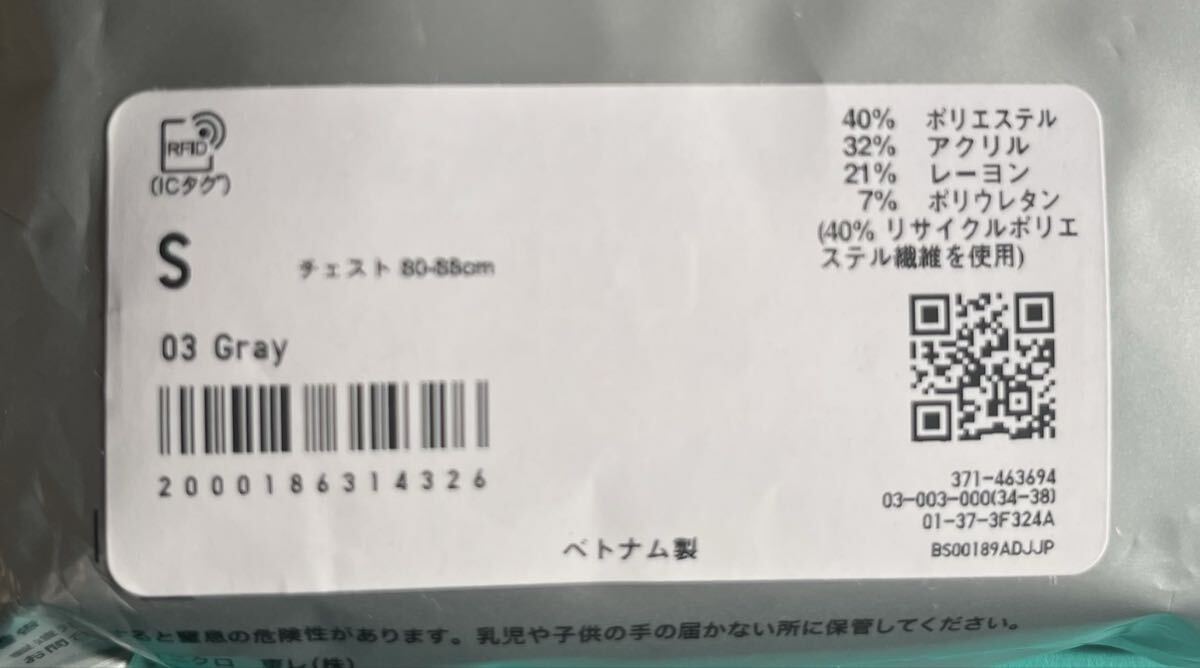 RFID
(ICタグ)
S
チェスト 80-88cm
03 Gray
2000186314326
40% ポリエステル
32% アクリル
21% レーヨン
7% ポリウレタン
(40% リサイクルポリエ
ステル繊維を使用)
371-463694
03-003-000(34-38)
01-37-3F324A
BS00189ADJJP
ベトナム製
すると窒息の危険性があります。乳児や子供の手の届かない所に保管してください。
東レ(株)